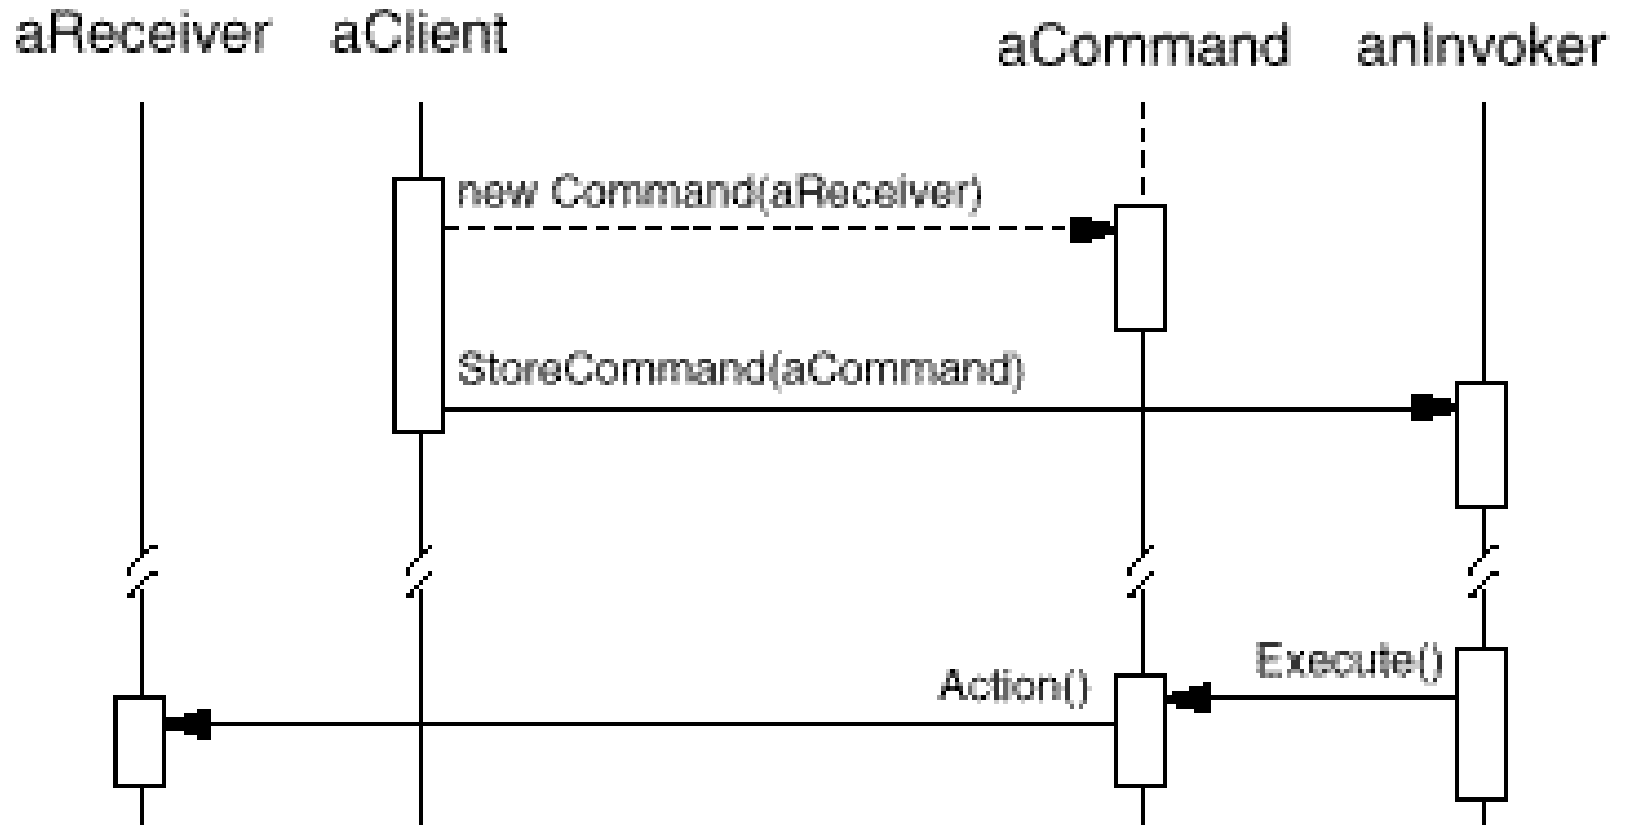 aReceiver aClient aCommand anInvoker
new Command(aReceiver)
StoreCommand(aCommand)
Execute()
Action()